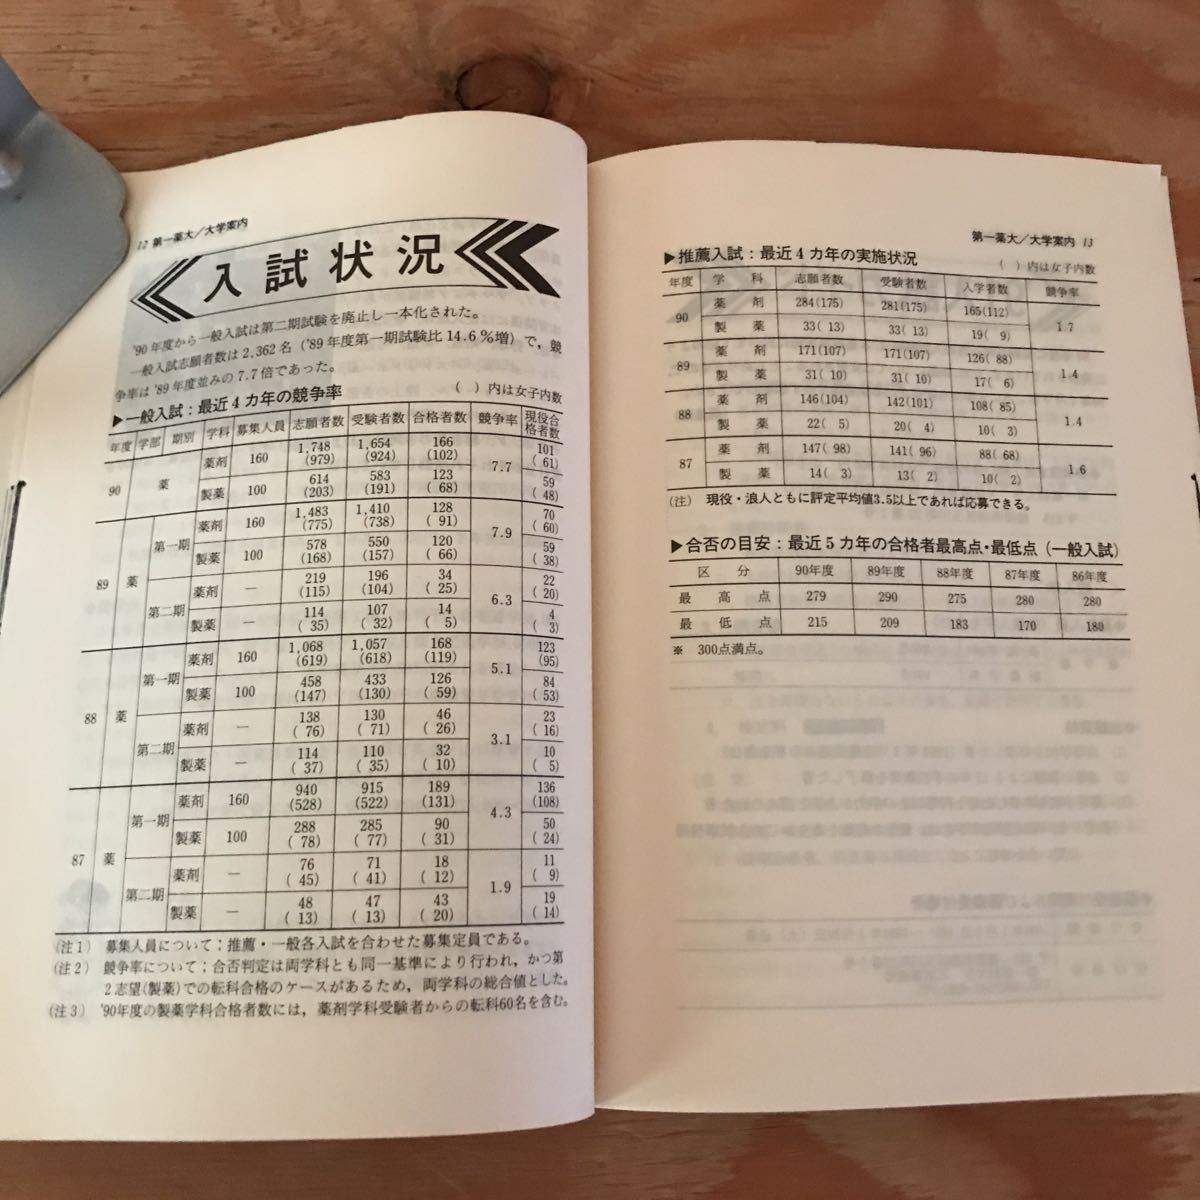 12 第一薬大／大学案内
入試状況
'90年度から一般入試は第二期試験を廃止し一本化された。
一般入試志願者数は2,362名（'89年度第一期試験比14.6％増）で，競
争率は'89年度並みの7.7倍であった。
▶一般入試：最近4カ年の競争率　（　）内は女子内数
年度 学部 期別 学科 募集人員 志願者数 受験者数 合格者数 競争率 現役合格者数
90 薬 薬剤 160 1,748(979) 1,654(924) 166(102) 7.7 101(61)
製薬 100 614(203) 583(191) 123(68) 59(48)
89 薬 第一期 薬剤 160 1,483(775) 1,410(738) 128(91) 7.9 70(60)
製薬 100 578(168) 550(157) 120(66) 59(38)
第二期 薬剤 ― 219(115) 196(104) 34(25) 6.3 22(20)
製薬 ― 114(35) 107(32) 14(5) 4(3)
88 薬 第一期 薬剤 160 1,068(619) 1,057(618) 168(119) 5.1 123(95)
製薬 100 458(147) 433(130) 126(59) 84(53)
第二期 薬剤 ― 138(76) 130(71) 46(26) 3.1 23(16)
製薬 ― 114(37) 110(35) 32(10) 10(5)
87 薬 第一期 薬剤 160 940(528) 915(522) 189(131) 4.3 136(108)
製薬 100 288(78) 285(77) 90(31) 50(24)
第二期 薬剤 ― 76(45) 71(41) 18(12) 1.9 11(9)
製薬 ― 48(13) 47(13) 43(20) 19(14)
（注1）　募集人員について；推薦・一般各入試を合わせた募集定員である。
（注2）　競争率について；合否判定は両学科とも同一基準により行われ，かつ第
2志望(製薬)での転科合格のケースがあるため，両学科の総合値とした。
（注3）　'90年度の製薬学科合格者数には，薬剤学科受験者からの転科60名を含む。
第一薬大／大学案内 13
▶推薦入試：最近4カ年の実施状況　（　）内は女子内数
年度 学科 志願者数 受験者数 入学者数 競争率
90 薬剤 284(175) 281(175) 165(112) 1.7
製薬 33(13) 33(13) 19(9)
89 薬剤 171(107) 171(107) 126(88) 1.4
製薬 31(10) 31(10) 17(6)
88 薬剤 146(104) 142(101) 108(85) 1.4
製薬 22(5) 20(4) 10(3)
87 薬剤 147(98) 141(96) 88(68) 1.6
製薬 14(3) 13(2) 10(2)
（注）　現役・浪人ともに評定平均値3.5以上であれば応募できる。
▶合否の目安：最近5カ年の合格者最高点・最低点（一般入試）
区分 90年度 89年度 88年度 87年度 86年度
最高点 279 290 275 280 280
最低点 215 209 183 170 180
※　300点満点。